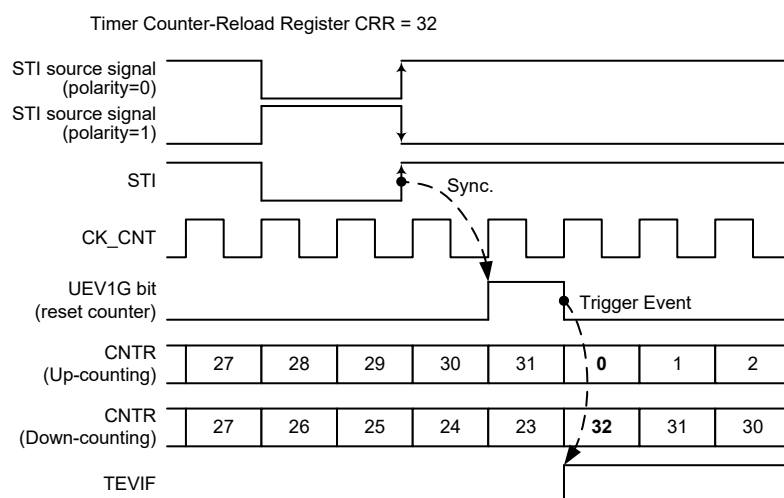 Timer Counter-Reload Register CRR = 32
STI source signal
(polarity=0)
STI source signal
(polarity=1)
STI
Sync.
CK_CNT
UEV1G bit
(reset counter)
Trigger Event
CNTR
(Up-counting)
27 28 29 30 31 0 1 2
CNTR
(Down-counting)
27 26 25 24 23 32 31 30
TEVIF